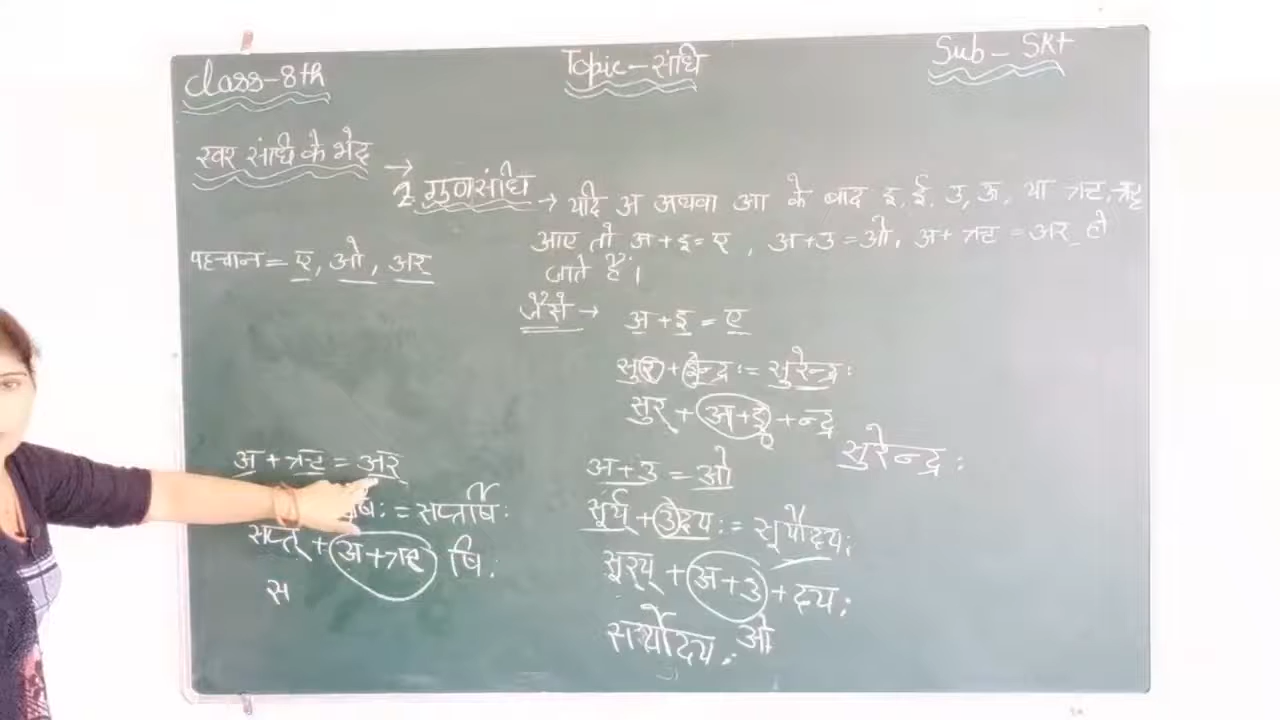 Class-8th
Topic-संधि
Sub-Skt
स्वर संधि के भेद →
2. गुणसंधि → यदि अ अथवा आ के बाद इ, ई, उ, ऊ, या ऋ, ॠ
आए तो अ+इ=ए, अ+उ=ओ, अ+ऋ=अर् हो
जाते हैं।
पहचान = ए, ओ, अर्
जैसे → अ+इ=ए
सुर+इन्द्रः=सुरेन्द्रः
सुर्+अ+इ+न्द्र
ए
सुरेन्द्रः
अ+उ=ओ
सूर्य+उदयः=सूर्योदयः
सूर्य्+अ+उ+दयः
ओ
सर्योदयः
अ+ऋ=अर्
षिः=सप्तर्षिः
सप्त्+अ+ऋ षिः
स